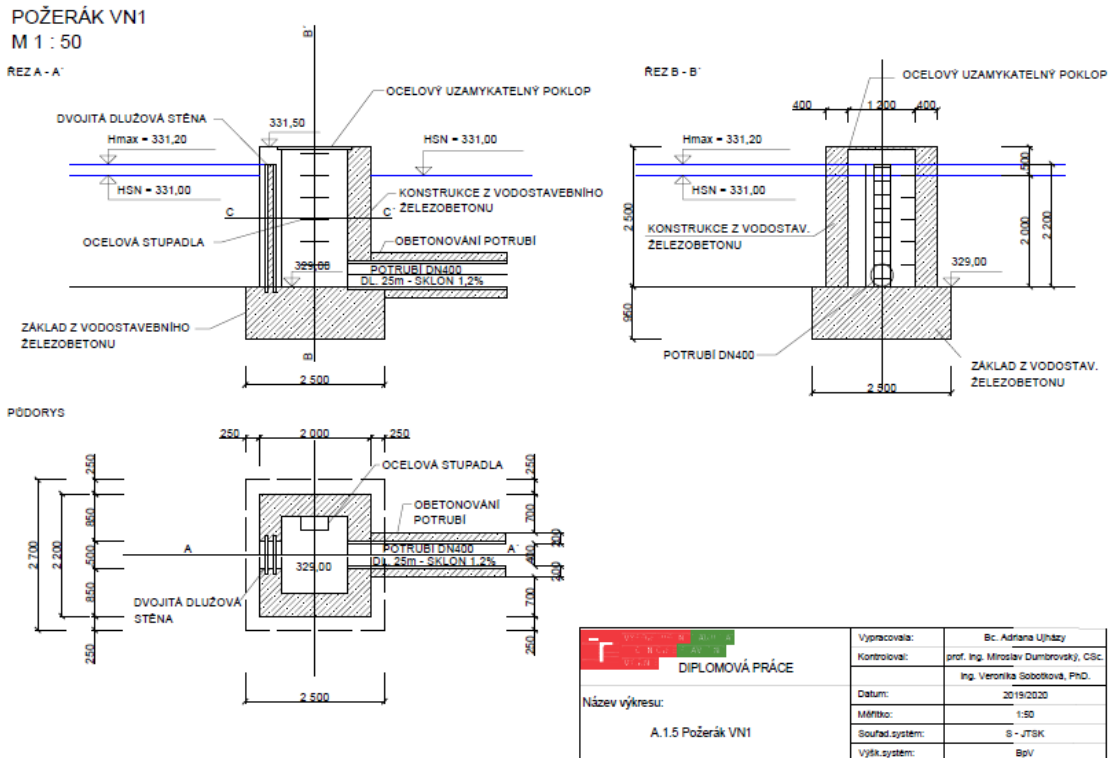 POŽERÁK VN1
M 1 : 50
ŘEZ A - A´
B´
OCELOVÝ UZAMYKATELNÝ POKLOP
DVOJITÁ DLUŽOVÁ STĚNA
331,50
Hmax = 331,20
HSN = 331,00
HSN = 331,00
KONSTRUKCE Z VODOSTAVEBNÍHO
ŽELEZOBETONU
C
C´
OCELOVÁ STUPADLA
OBETONOVÁNÍ POTRUBÍ
329,00
POTRUBÍ DN400
DL. 25m - SKLON 1,2%
ZÁKLAD Z VODOSTAVEBNÍHO
ŽELEZOBETONU
B
2 500
ŘEZ B - B´
OCELOVÝ UZAMYKATELNÝ POKLOP
400
1 200
400
Hmax = 331,20
HSN = 331,00
500
2 500
KONSTRUKCE Z VODOSTAV.
ŽELEZOBETONU
2 000
2 200
329,00
950
POTRUBÍ DN400
ZÁKLAD Z VODOSTAV.
ŽELEZOBETONU
2 500
PŮDORYS
250
2 000
250
250
250
OCELOVÁ STUPADLA
OBETONOVÁNÍ
POTRUBÍ
850
700
2 700
2 200
500
A
A´
POTRUBÍ DN400
DL. 25m - SKLON 1,2%
329,00
200
400
200
850
700
DVOJITÁ DLUŽOVÁ
STĚNA
250
250
2 500
DIPLOMOVÁ PRÁCE
Název výkresu:
A.1.5 Požerák VN1
Vypracovala: Bc. Adriana Ujházy
Kontroloval: prof. Ing. Miroslav Dumbrovský, CSc.
Ing. Veronika Sobotková, PhD.
Datum: 2019/2020
Měřítko: 1:50
Souřad.systém: S - JTSK
Výšk.systém: BpV